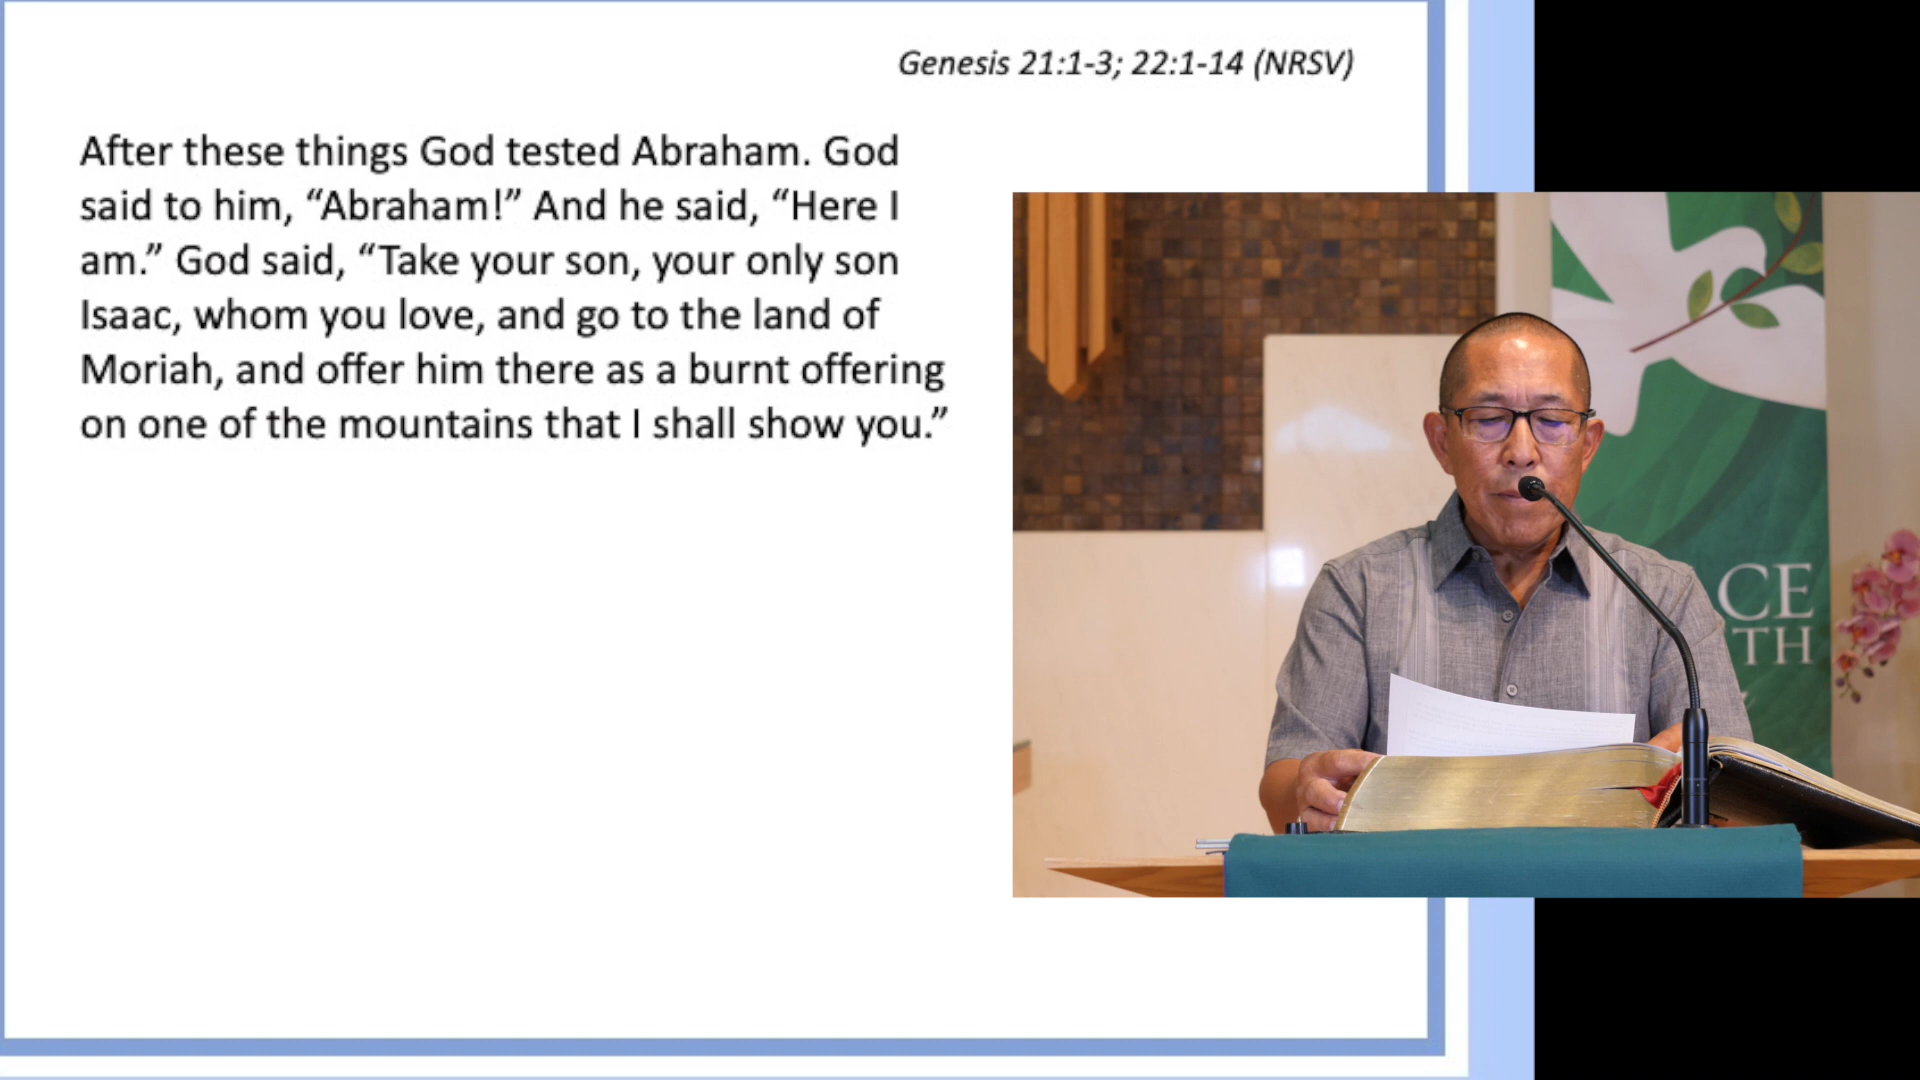 Genesis 21:1-3; 22:1-14 (NRSV)
After these things God tested Abraham. God
said to him, “Abraham!” And he said, “Here I
am.” God said, “Take your son, your only son
Isaac, whom you love, and go to the land of
Moriah, and offer him there as a burnt offering
on one of the mountains that I shall show you.”
CE
TH